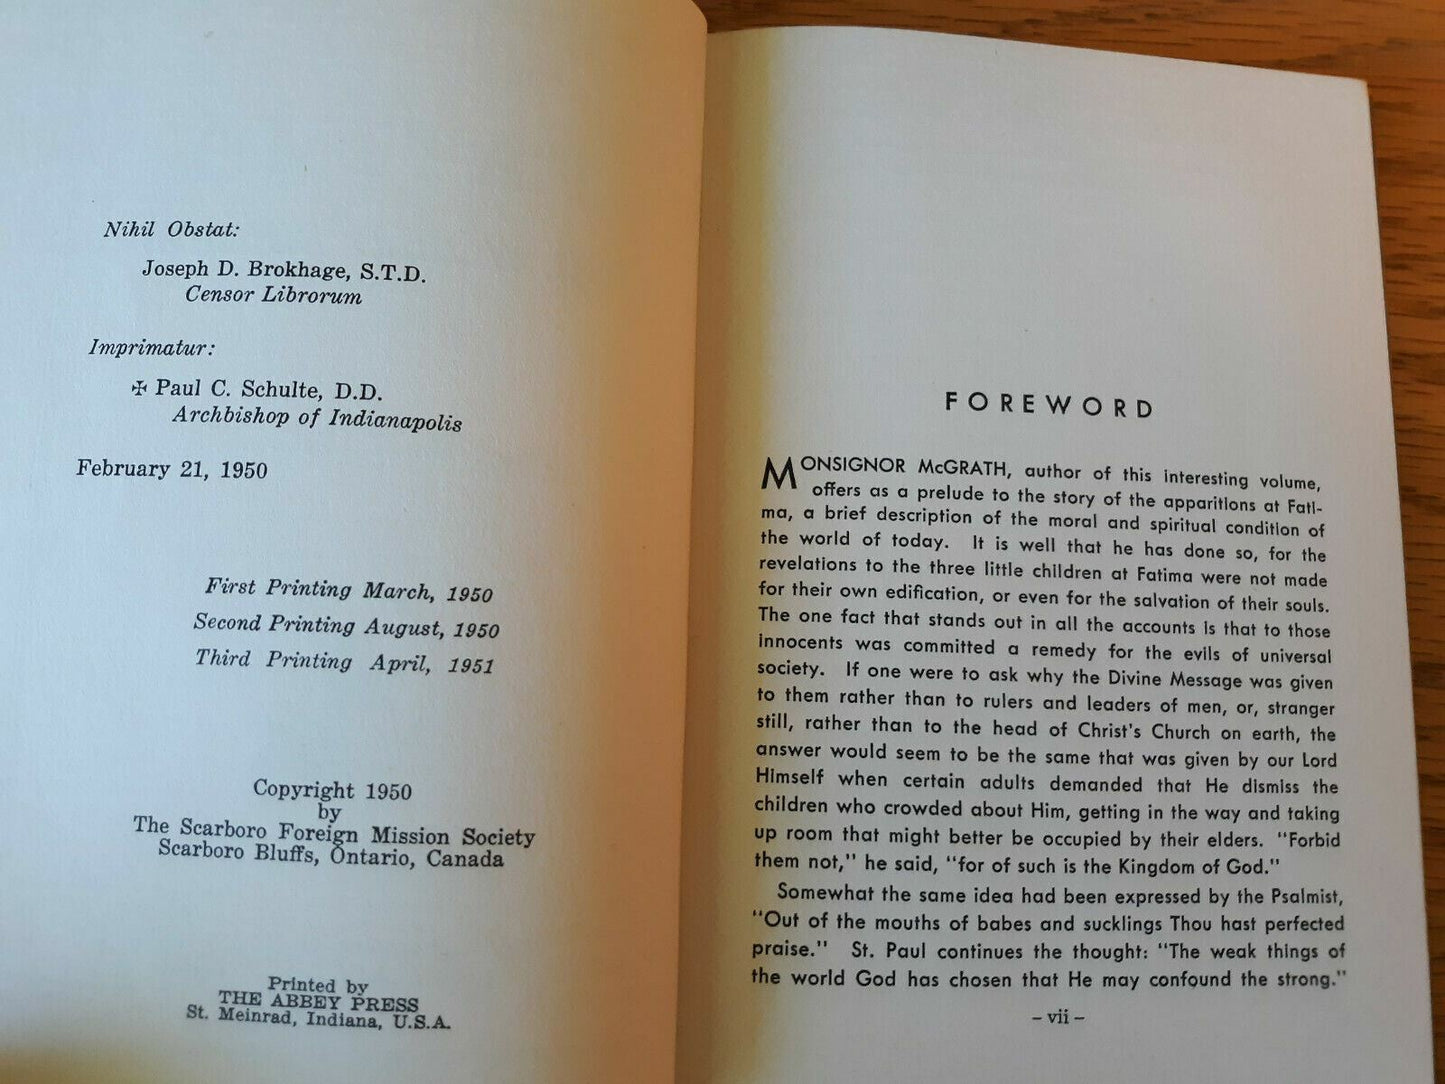 Nihil Obstat:
Joseph D. Brokhage, S.T.D.
Censor Librorum
Imprimatur:
✠ Paul C. Schulte, D.D.
Archbishop of Indianapolis
February 21, 1950
First Printing March, 1950
Second Printing August, 1950
Third Printing April, 1951
Copyright 1950
by
The Scarboro Foreign Mission Society
Scarboro Bluffs, Ontario, Canada
Printed by
THE ABBEY PRESS
St. Meinrad, Indiana, U.S.A.
FOREWORD
MONSIGNOR McGRATH, author of this interesting volume,
offers as a prelude to the story of the apparitions at Fati-
ma, a brief description of the moral and spiritual condition of
the world of today. It is well that he has done so, for the
revelations to the three little children at Fatima were not made
for their own edification, or even for the salvation of their souls.
The one fact that stands out in all the accounts is that to those
innocents was committed a remedy for the evils of universal
society. If one were to ask why the Divine Message was given
to them rather than to rulers and leaders of men, or, stranger
still, rather than to the head of Christ's Church on earth, the
answer would seem to be the same that was given by our Lord
Himself when certain adults demanded that He dismiss the
children who crowded about Him, getting in the way and taking
up room that might better be occupied by their elders. "Forbid
them not," he said, "for of such is the Kingdom of God."
Somewhat the same idea had been expressed by the Psalmist,
"Out of the mouths of babes and sucklings Thou hast perfected
praise." St. Paul continues the thought: "The weak things of
the world God has chosen that He may confound the strong."
– vii –